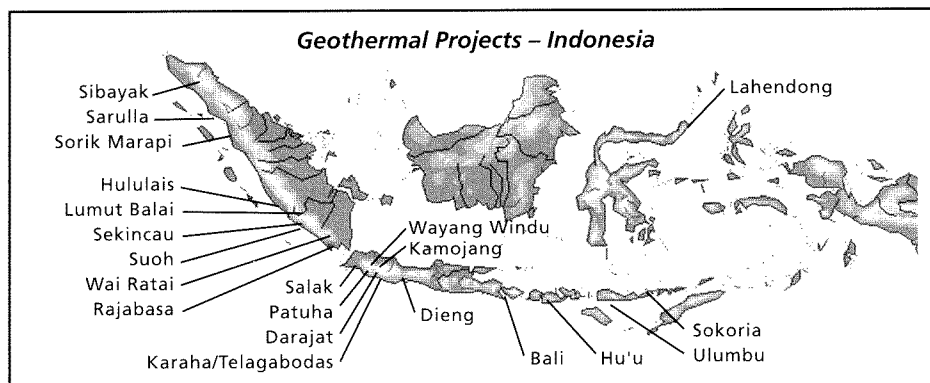 Geothermal Projects – Indonesia
Sibayak
Sarulla
Sorik Marapi
Hululais
Lumut Balai
Sekincau
Suoh
Wai Ratai
Rajabasa
Lahendong
Wayang Windu
Kamojang
Salak
Patuha
Darajat
Karaha/Telagabodas
Dieng
Bali
Hu'u
Sokoria
Ulumbu